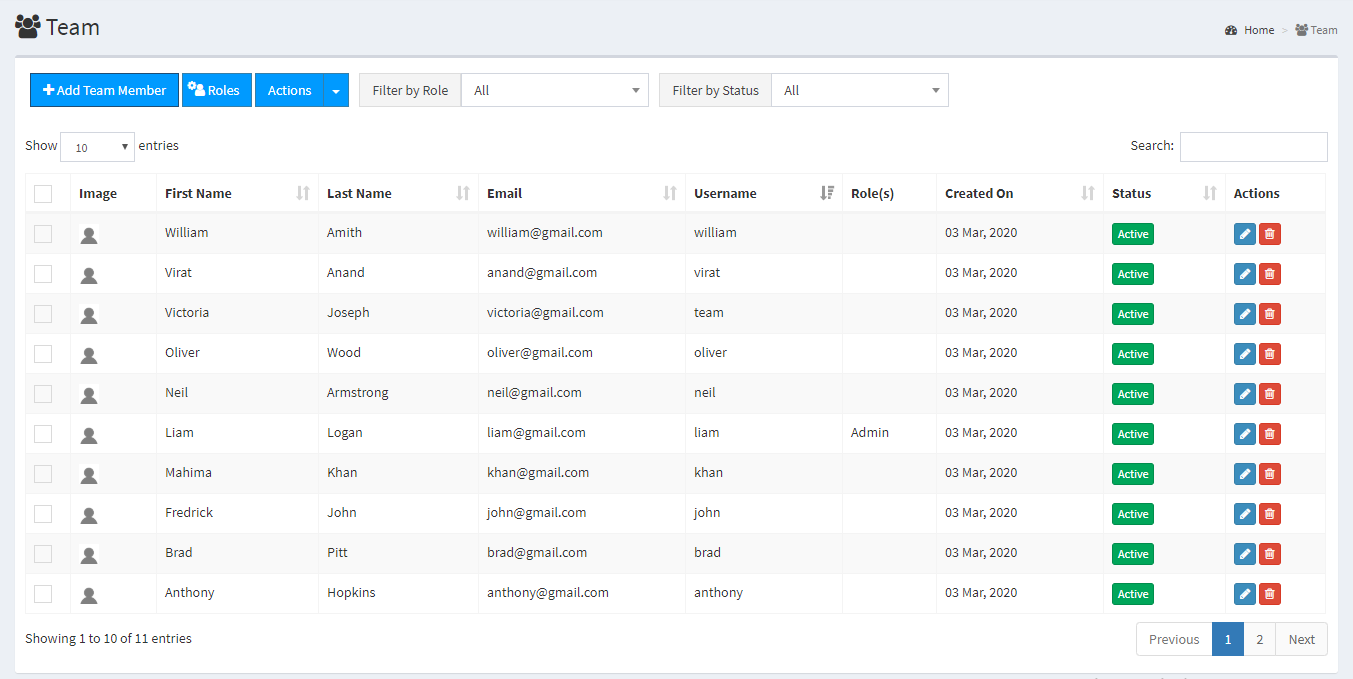 Team
Home > Team
Add Team Member Roles Actions Filter by Role All Filter by Status All
Show 10 entries Search:
Image First Name Last Name Email Username Role(s) Created On Status Actions
William Amith william@gmail.com william 03 Mar, 2020 Active
Virat Anand anand@gmail.com virat 03 Mar, 2020 Active
Victoria Joseph victoria@gmail.com team 03 Mar, 2020 Active
Oliver Wood oliver@gmail.com oliver 03 Mar, 2020 Active
Neil Armstrong neil@gmail.com neil 03 Mar, 2020 Active
Liam Logan liam@gmail.com liam Admin 03 Mar, 2020 Active
Mahima Khan khan@gmail.com khan 03 Mar, 2020 Active
Fredrick John john@gmail.com john 03 Mar, 2020 Active
Brad Pitt brad@gmail.com brad 03 Mar, 2020 Active
Anthony Hopkins anthony@gmail.com anthony 03 Mar, 2020 Active
Showing 1 to 10 of 11 entries Previous 1 2 Next